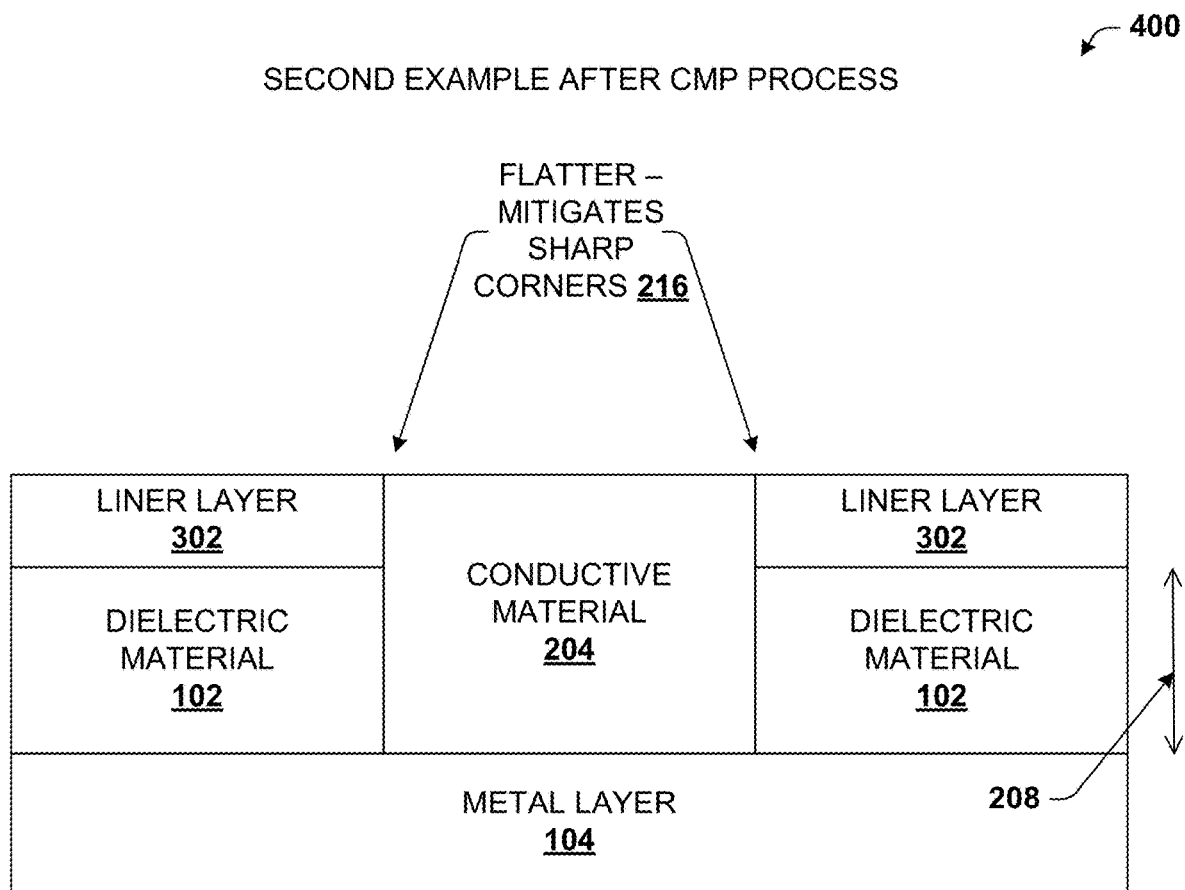 400
SECOND EXAMPLE AFTER CMP PROCESS
FLATTER –
MITIGATES
SHARP
CORNERS 216
LINER LAYER
302
LINER LAYER
302
CONDUCTIVE
MATERIAL
204
DIELECTRIC
MATERIAL
102
DIELECTRIC
MATERIAL
102
208
METAL LAYER
104